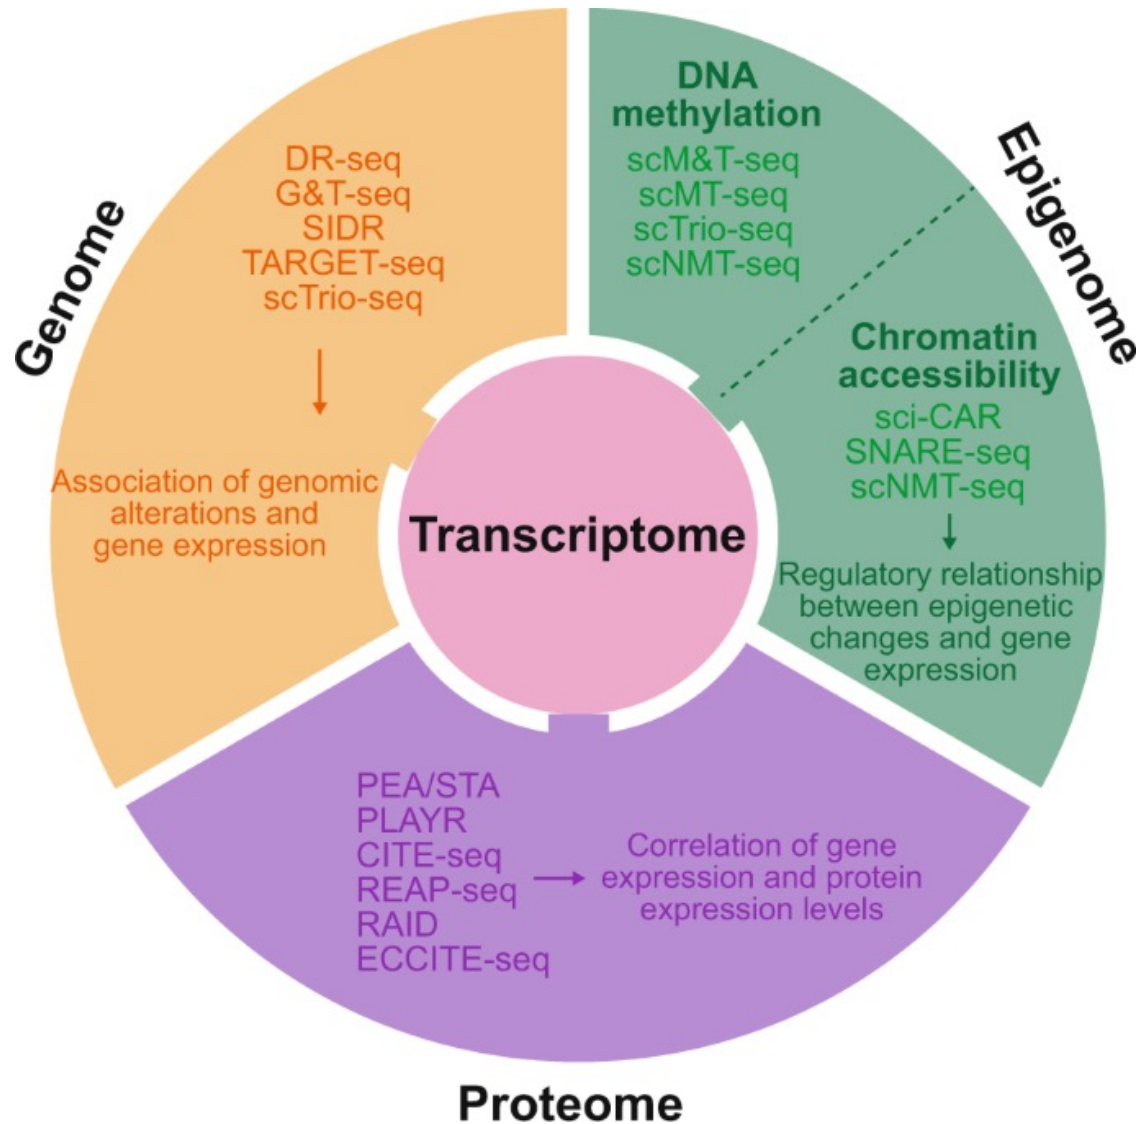 Genome
DR-seq
G&T-seq
SIDR
TARGET-seq
scTrio-seq
Association of genomic
alterations and
gene expression
Epigenome
DNA
methylation
scM&T-seq
scMT-seq
scTrio-seq
scNMT-seq
Chromatin
accessibility
sci-CAR
SNARE-seq
scNMT-seq
Regulatory relationship
between epigenetic
changes and gene
expression
Transcriptome
PEA/STA
PLAYR
CITE-seq
REAP-seq
RAID
ECCITE-seq
Correlation of gene
expression and protein
expression levels
Proteome